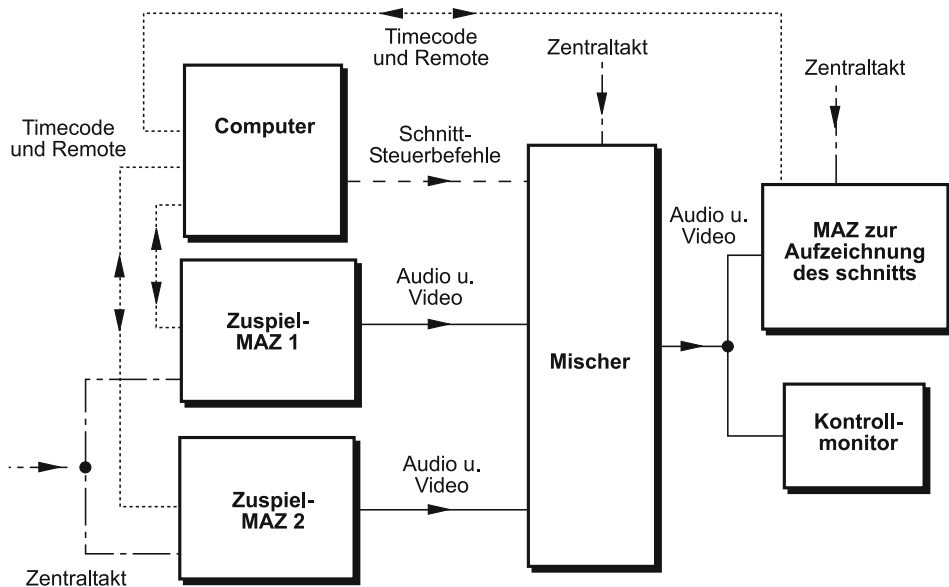 Timecode
und Remote
Zentraltakt
Zentraltakt
Computer
Timecode
und Remote
Schnitt-
Steuerbefehle
Audio u.
Video
MAZ zur
Aufzeichnung
des schnitts
Zuspiel-
MAZ 1
Audio u.
Video
Mischer
Kontroll-
monitor
Zuspiel-
MAZ 2
Audio u.
Video
Zentraltakt